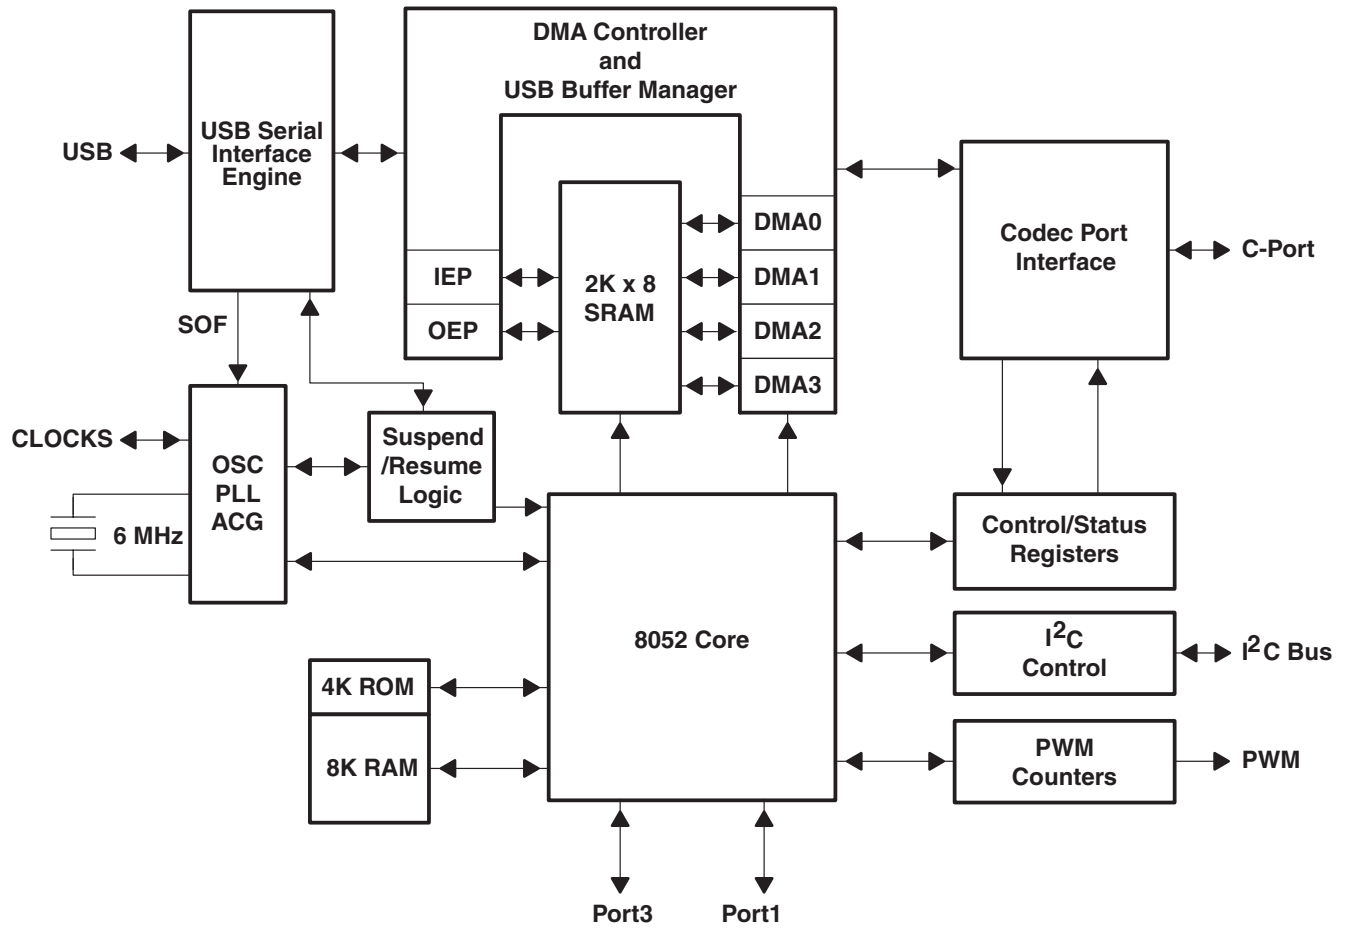 DMA Controller
and
USB Buffer Manager
USB
USB Serial
Interface
Engine
DMA0
DMA1
DMA2
DMA3
IEP
OEP
2K x 8
SRAM
Codec Port
Interface
C-Port
SOF
CLOCKS
OSC
PLL
ACG
6 MHz
Suspend
/Resume
Logic
Control/Status
Registers
8052 Core
I²C
Control
I²C Bus
4K ROM
8K RAM
PWM
Counters
PWM
Port3
Port1